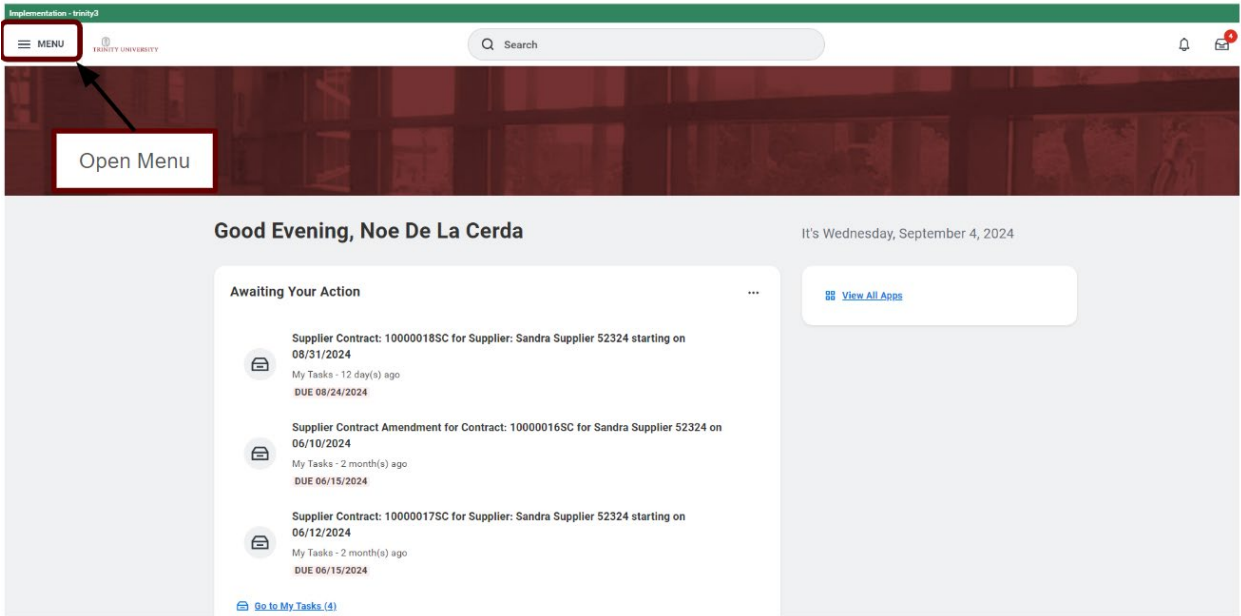 Implementation - trinity3
MENU
TRINITY UNIVERSITY
Search
4
Open Menu
Good Evening, Noe De La Cerda
It's Wednesday, September 4, 2024
Awaiting Your Action
View All Apps
Supplier Contract: 10000018SC for Supplier: Sandra Supplier 52324 starting on
08/31/2024
My Tasks - 12 day(s) ago
DUE 08/24/2024
Supplier Contract Amendment for Contract: 10000016SC for Sandra Supplier 52324 on
06/10/2024
My Tasks - 2 month(s) ago
DUE 06/15/2024
Supplier Contract: 10000017SC for Supplier: Sandra Supplier 52324 starting on
06/12/2024
My Tasks - 2 month(s) ago
DUE 06/15/2024
Go to My Tasks (4)